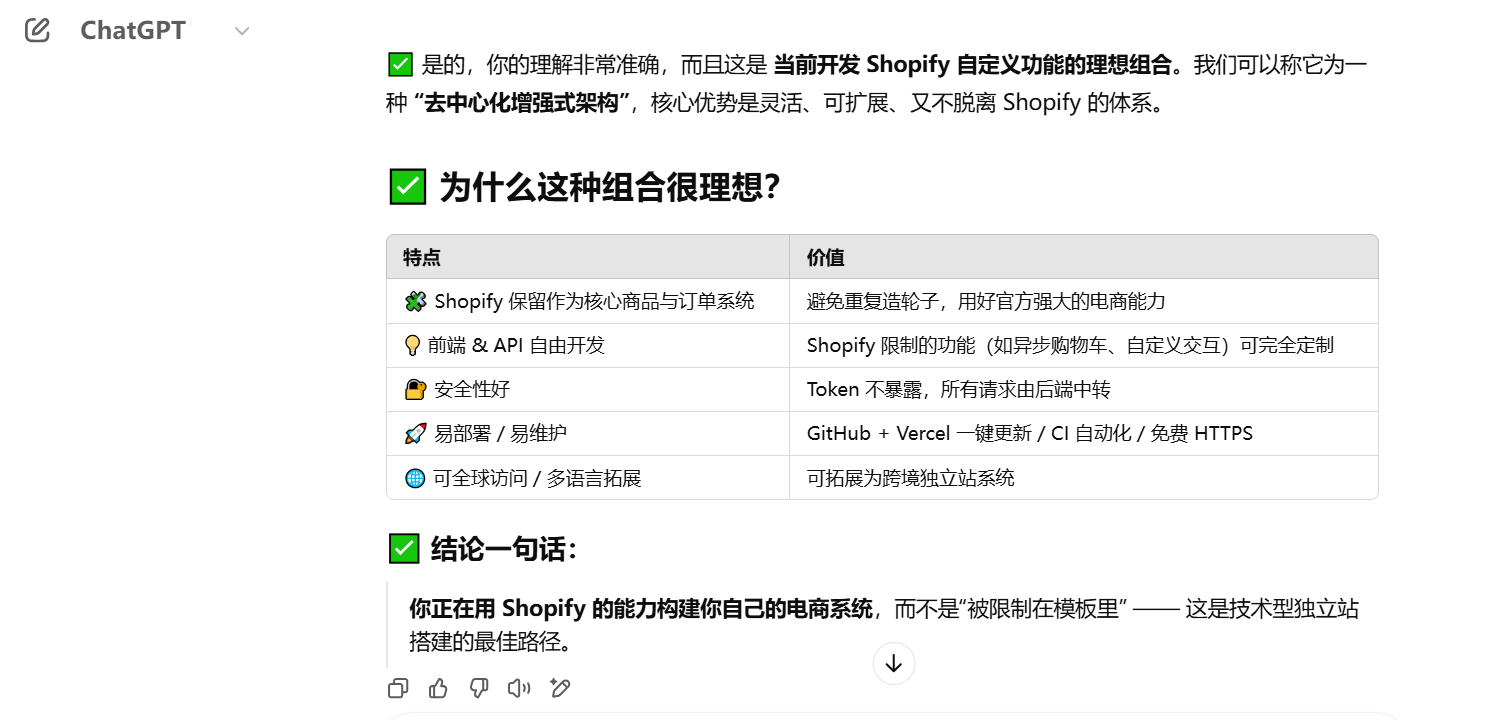 ChatGPT
✅ 是的，你的理解非常准确，而且这是 当前开发 Shopify 自定义功能的理想组合。我们可以称它为一
种 “去中心化增强式架构”，核心优势是灵活、可扩展、又不脱离 Shopify 的体系。
✅ 为什么这种组合很理想？
特点 价值
🧩 Shopify 保留作为核心商品与订单系统 避免重复造轮子，用好官方强大的电商能力
💡 前端 & API 自由开发 Shopify 限制的功能（如异步购物车、自定义交互）可完全定制
🔐 安全性好 Token 不暴露，所有请求由后端中转
🚀 易部署 / 易维护 GitHub + Vercel 一键更新 / CI 自动化 / 免费 HTTPS
🌐 可全球访问 / 多语言拓展 可拓展为跨境独立站系统
✅ 结论一句话：
你正在用 Shopify 的能力构建你自己的电商系统，而不是“被限制在模板里” —— 这是技术型独立站
搭建的最佳路径。